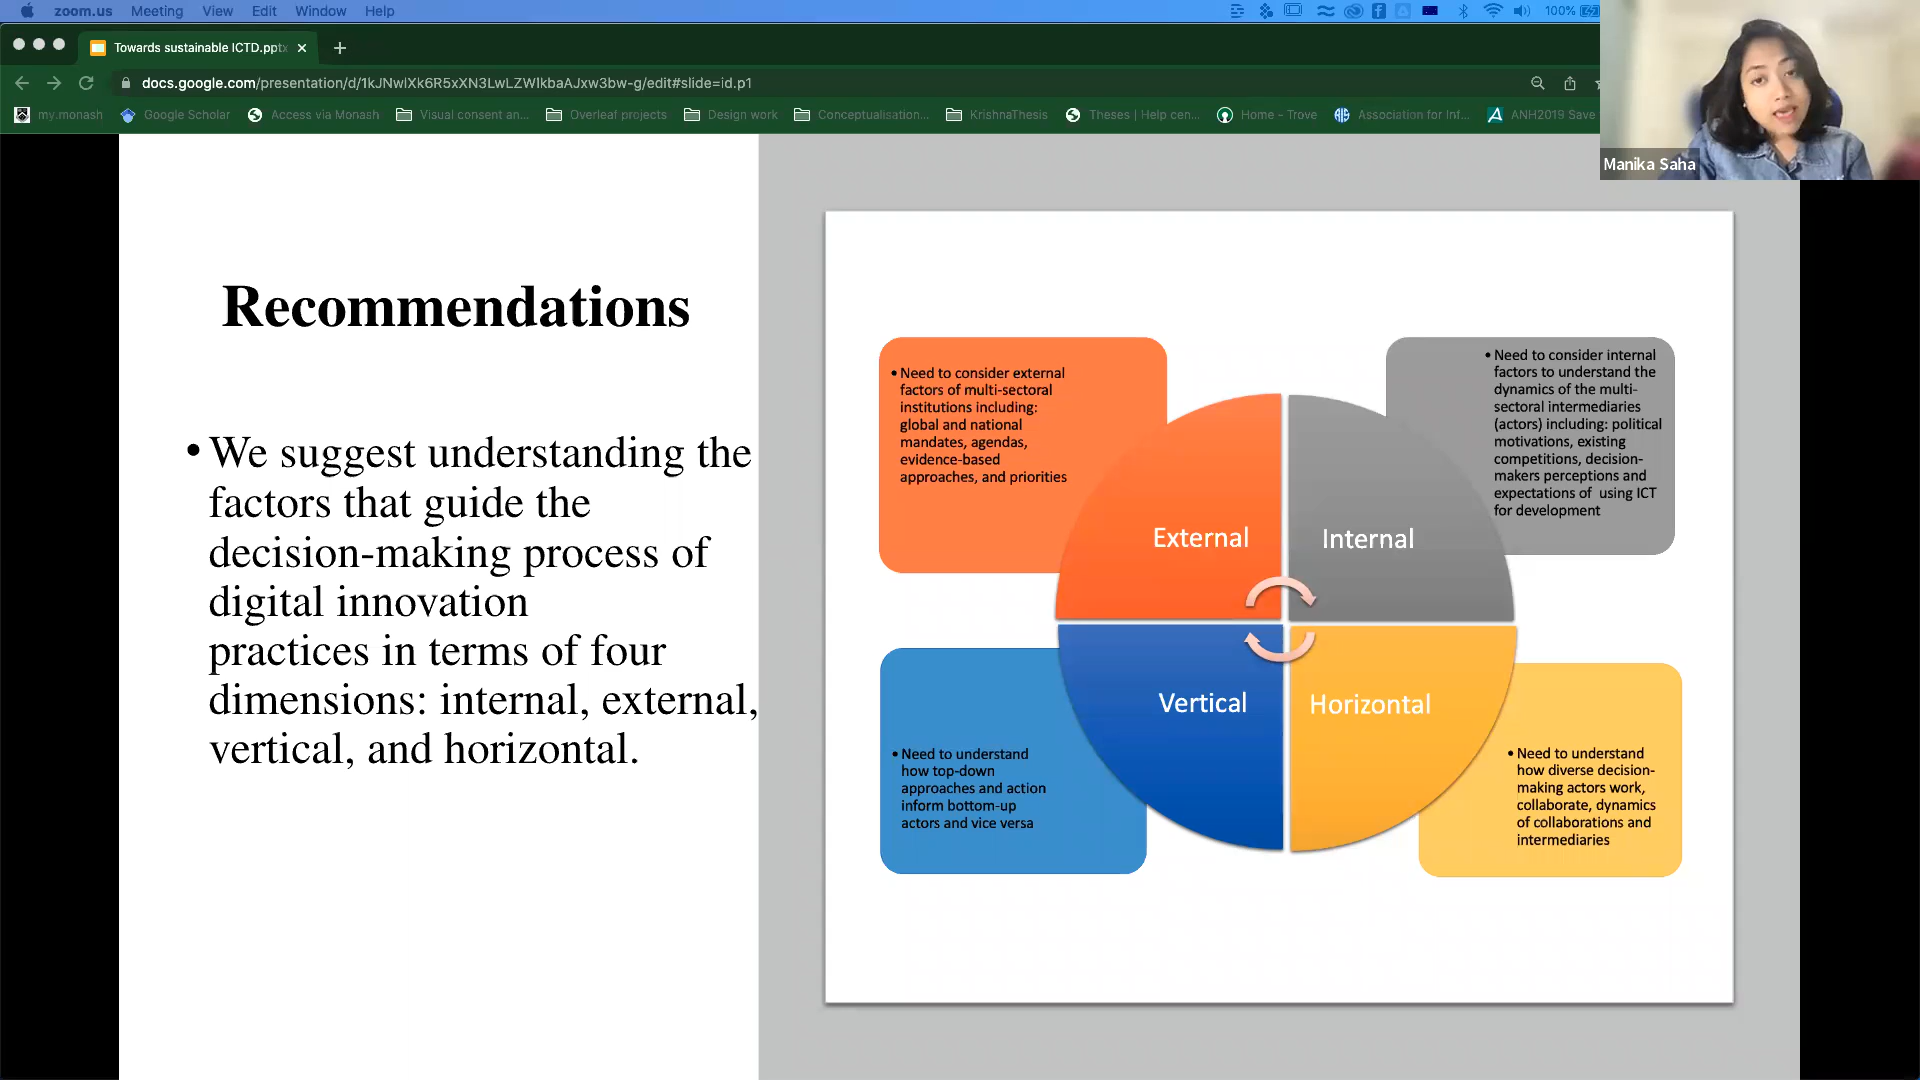 zoom.us Meeting View Edit Window Help
100%
Towards sustainable ICTD.pptx
docs.google.com/presentation/d/1kJNwlXk6R5xXN3LwLZWlkbaAJxw3bw-g/edit#slide=id.p1
my.monash Google Scholar Access via Monash Visual consent an... Overleaf projects Design work Conceptualisation... KrishnaThesis Theses | Help cen... Home – Trove Association for Inf... ANH2019 Save
Manika Saha
Recommendations
• We suggest understanding the
factors that guide the
decision-making process of
digital innovation
practices in terms of four
dimensions: internal, external,
vertical, and horizontal.
• Need to consider external
factors of multi-sectoral
institutions including:
global and national
mandates, agendas,
evidence-based
approaches, and priorities
• Need to consider internal
factors to understand the
dynamics of the multi-
sectoral intermediaries
(actors) including: political
motivations, existing
competitions, decision-
makers perceptions and
expectations of using ICT
for development
External
Internal
Vertical
Horizontal
• Need to understand
how top-down
approaches and action
inform bottom-up
actors and vice versa
• Need to understand
how diverse decision-
making actors work,
collaborate, dynamics
of collaborations and
intermediaries